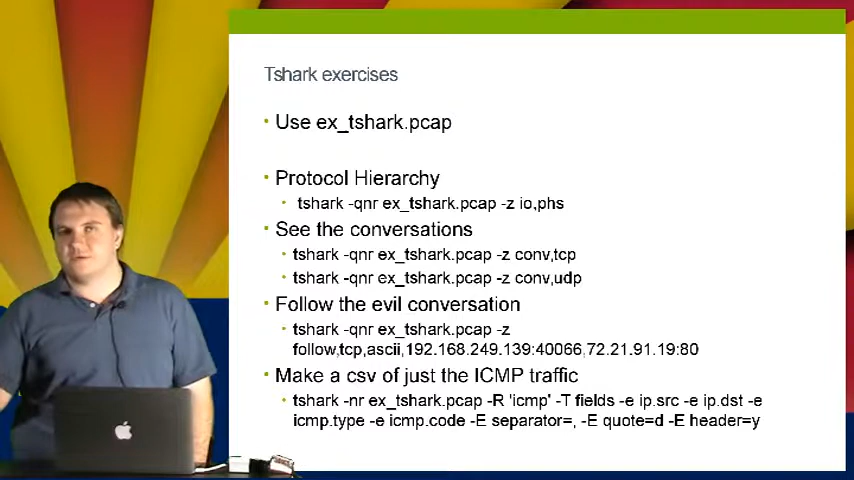 Tshark exercises
Use ex_tshark.pcap
Protocol Hierarchy
tshark -qnr ex_tshark.pcap -z io,phs
See the conversations
tshark -qnr ex_tshark.pcap -z conv,tcp
tshark -qnr ex_tshark.pcap -z conv,udp
Follow the evil conversation
tshark -qnr ex_tshark.pcap -z
follow,tcp,ascii,192.168.249.139:40066,72.21.91.19:80
Make a csv of just the ICMP traffic
tshark -nr ex_tshark.pcap -R 'icmp' -T fields -e ip.src -e ip.dst -e
icmp.type -e icmp.code -E separator=, -E quote=d -E header=y